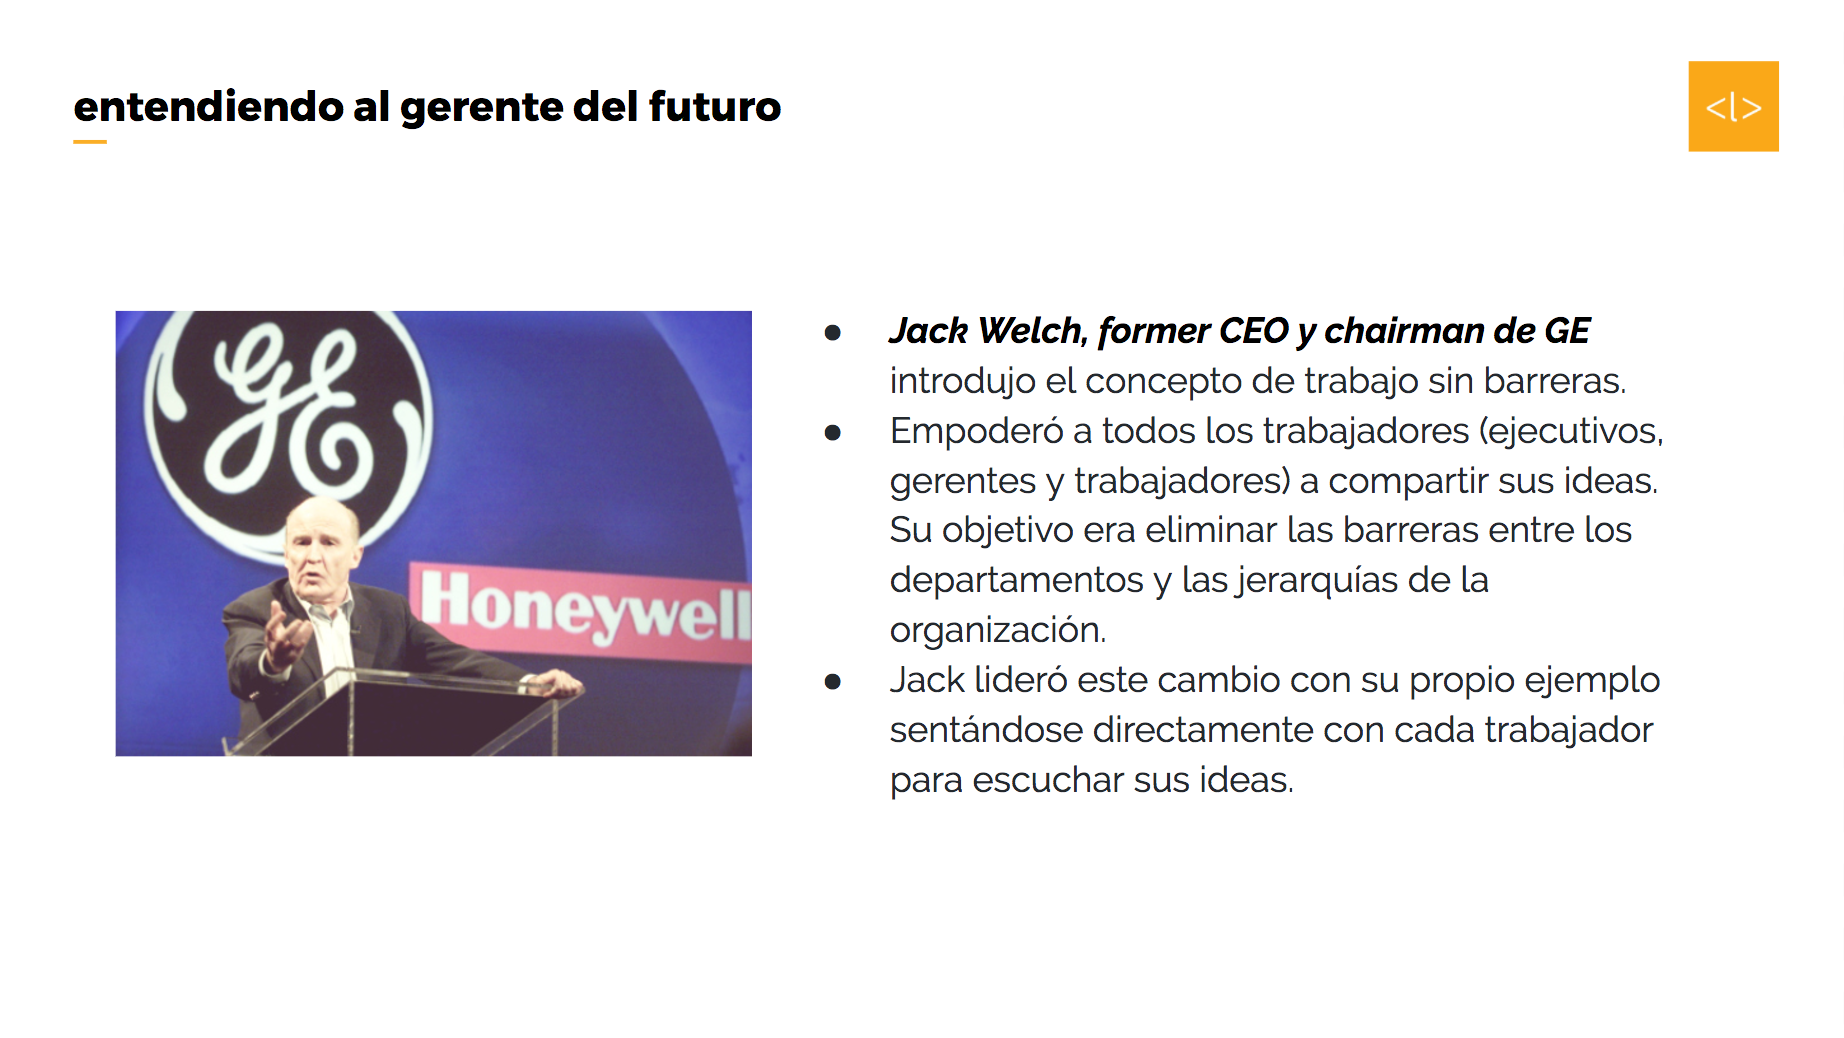 entendiendo al gerente del futuro
<l>
GE
Honeywell
● Jack Welch, former CEO y chairman de GE
introdujo el concepto de trabajo sin barreras.
● Empoderó a todos los trabajadores (ejecutivos,
gerentes y trabajadores) a compartir sus ideas.
Su objetivo era eliminar las barreras entre los
departamentos y las jerarquías de la
organización.
● Jack lideró este cambio con su propio ejemplo
sentándose directamente con cada trabajador
para escuchar sus ideas.